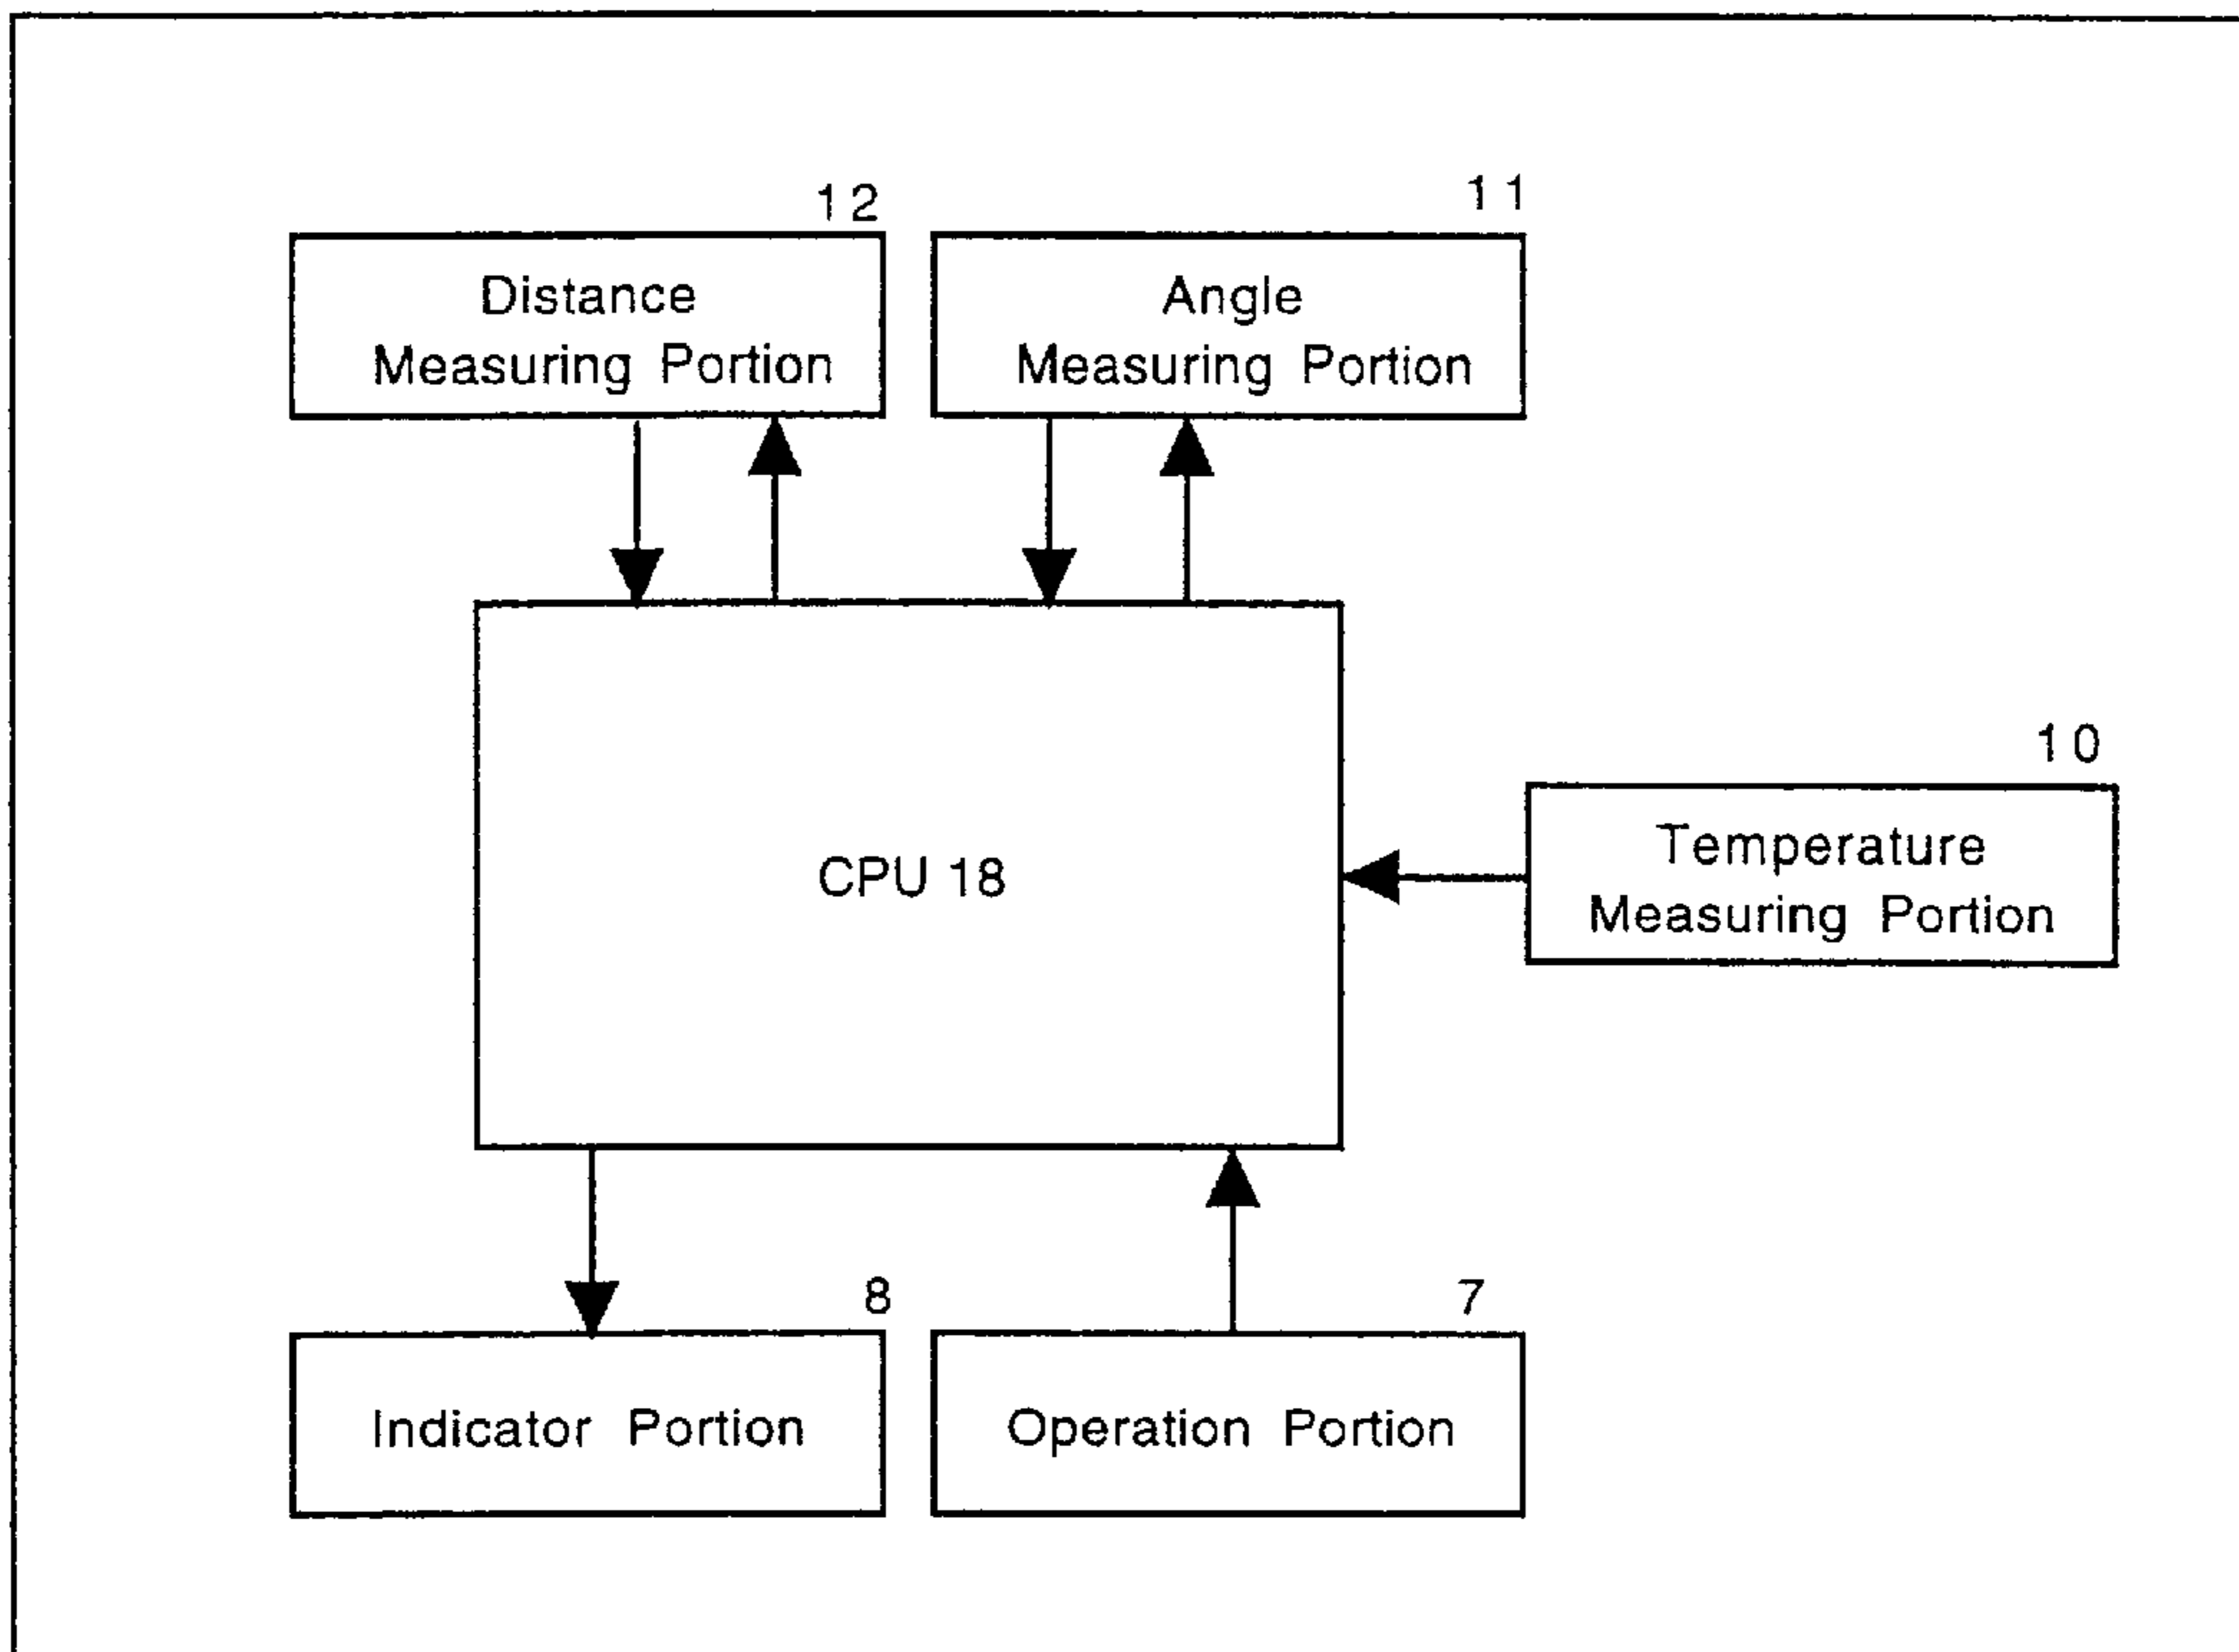 12
11
Distance
Measuring Portion
Angle
Measuring Portion
10
CPU 18
Temperature
Measuring Portion
8
7
Indicator Portion
Operation Portion